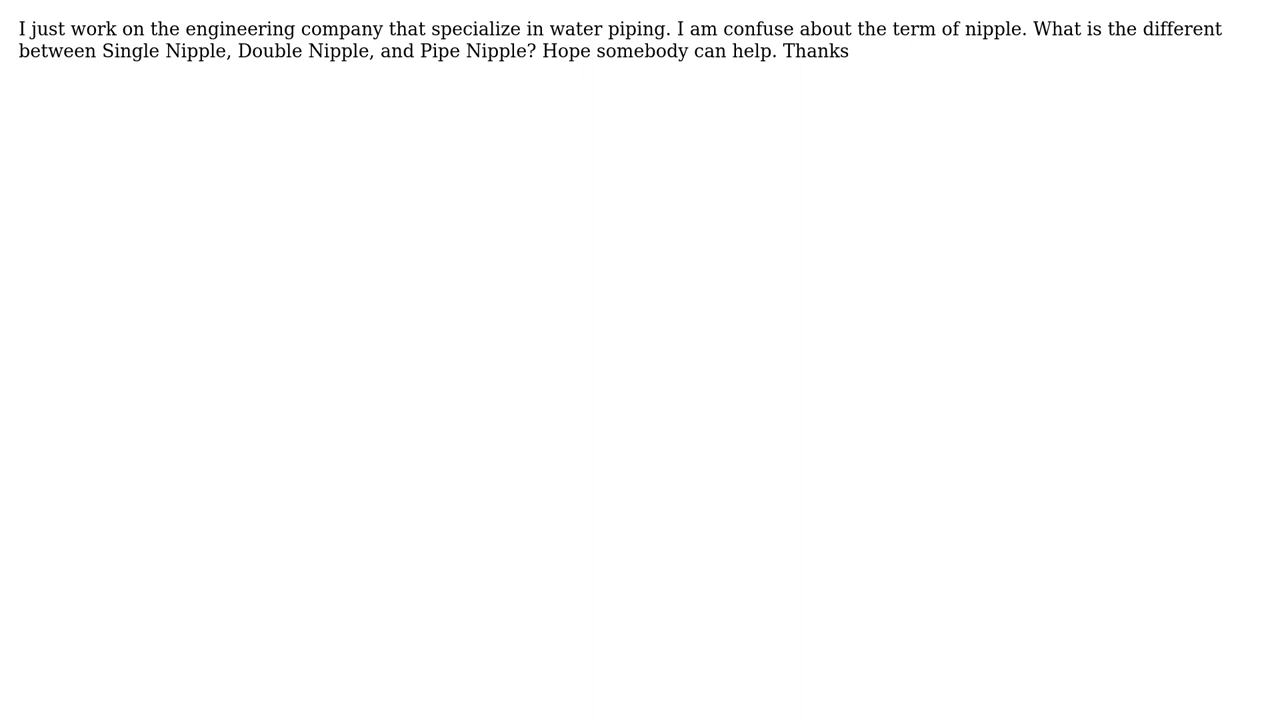 I just work on the engineering company that specialize in water piping. I am confuse about the term of nipple. What is the different
between Single Nipple, Double Nipple, and Pipe Nipple? Hope somebody can help. Thanks